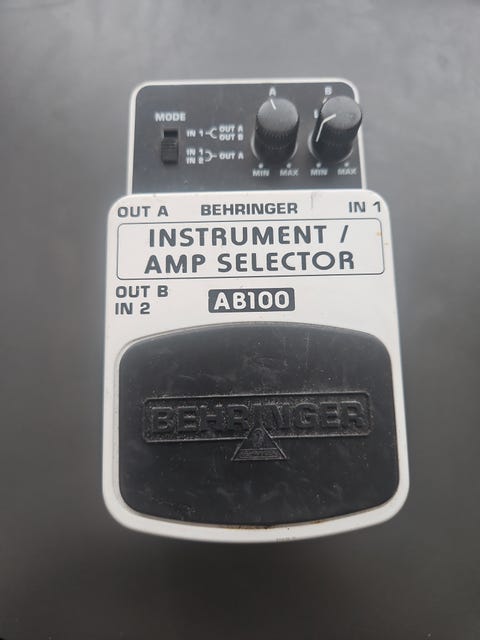 A B
MODE
IN 1 OUT A
OUT B
IN 1
IN 2 OUT A
MIN MAX MIN MAX
OUT A BEHRINGER IN 1
INSTRUMENT /
AMP SELECTOR
OUT B
IN 2
AB100
BEHRINGER